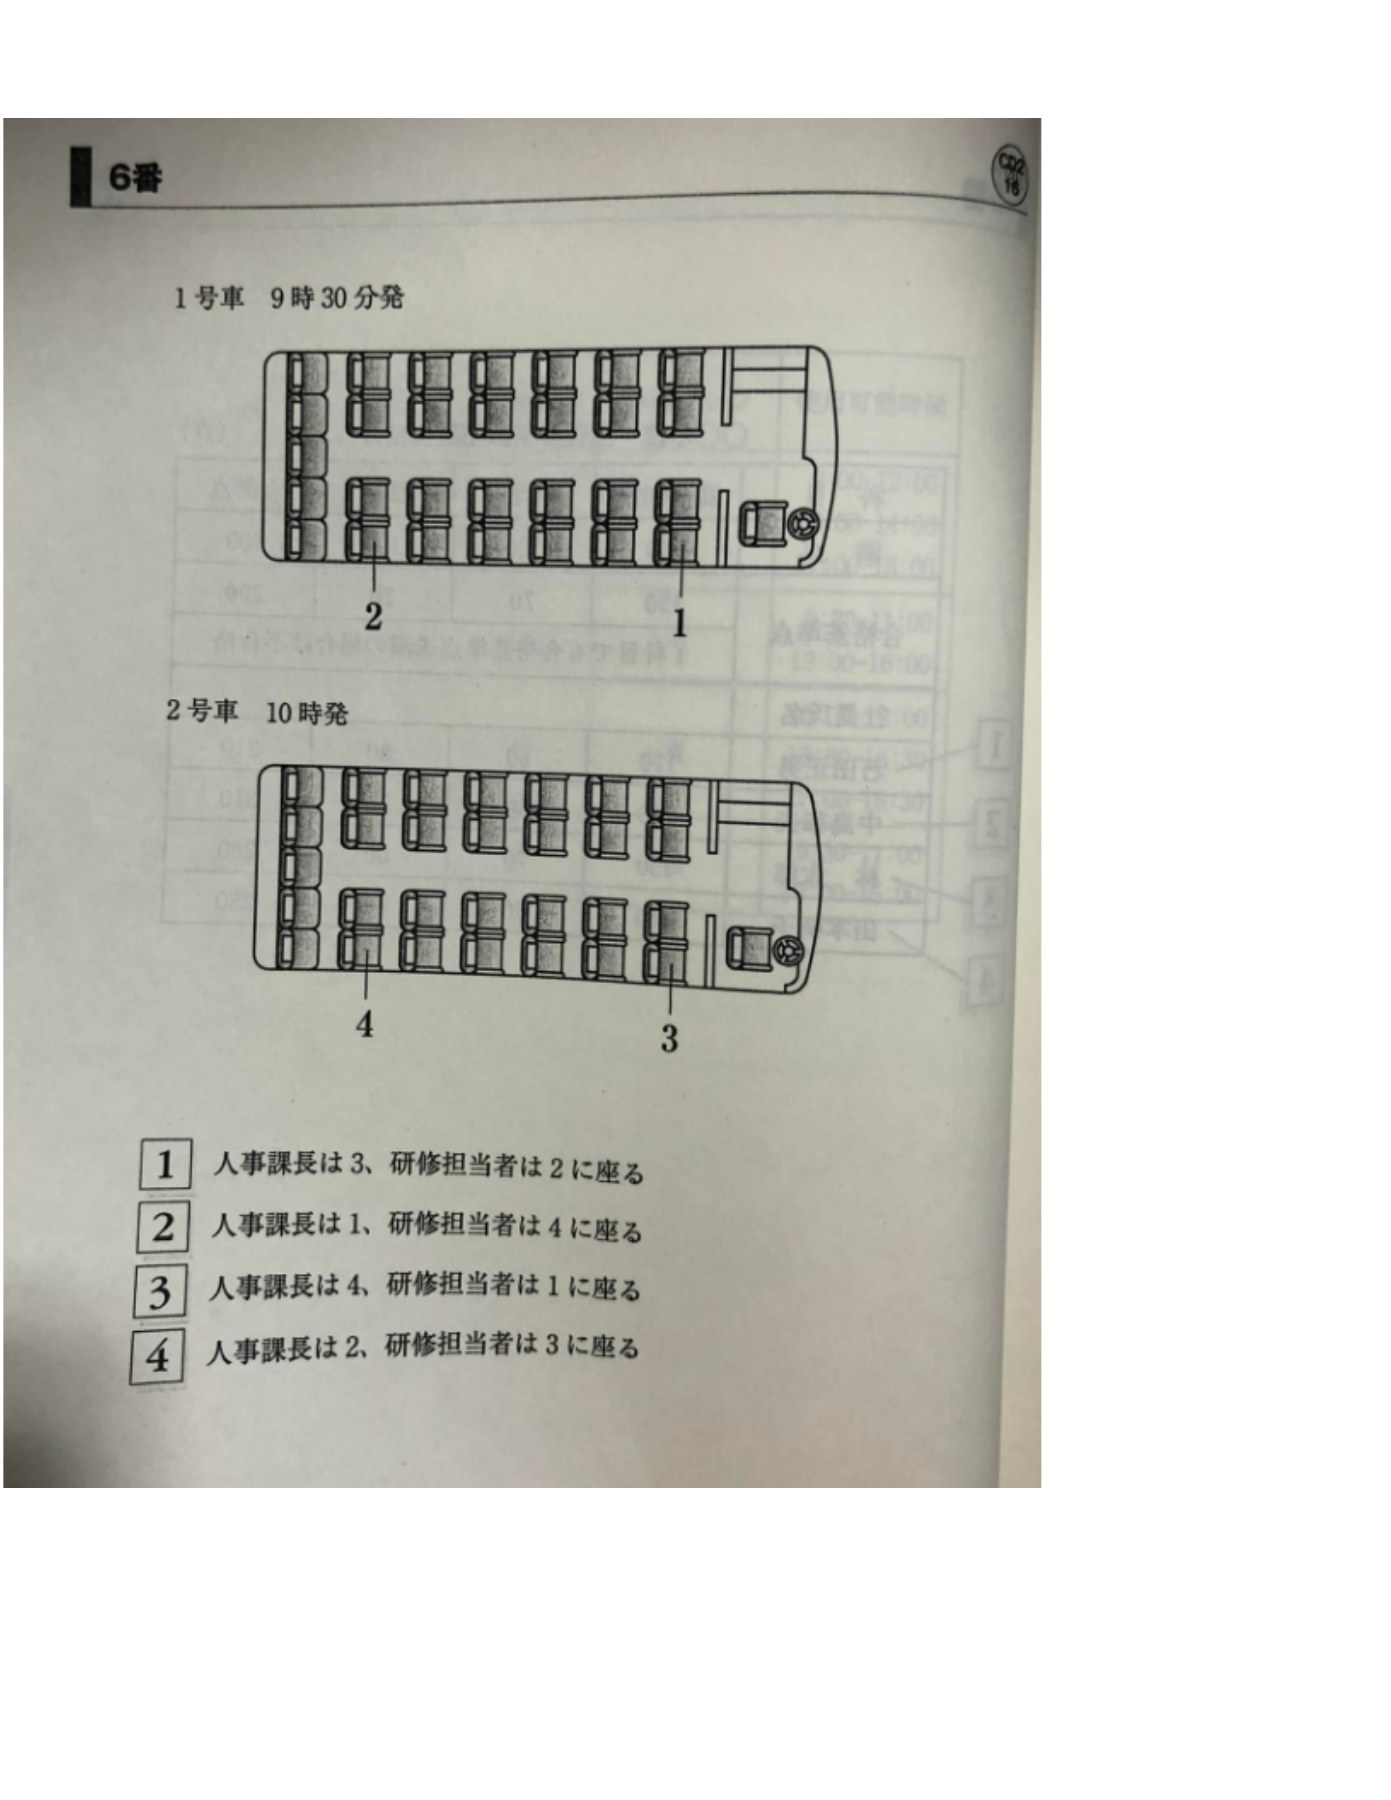 6番
CD2
16
1号車 9時30分発
2 1
2号車 10時発
4 3
1 人事課長は3、研修担当者は2に座る
2 人事課長は1、研修担当者は4に座る
3 人事課長は4、研修担当者は1に座る
4 人事課長は2、研修担当者は3に座る